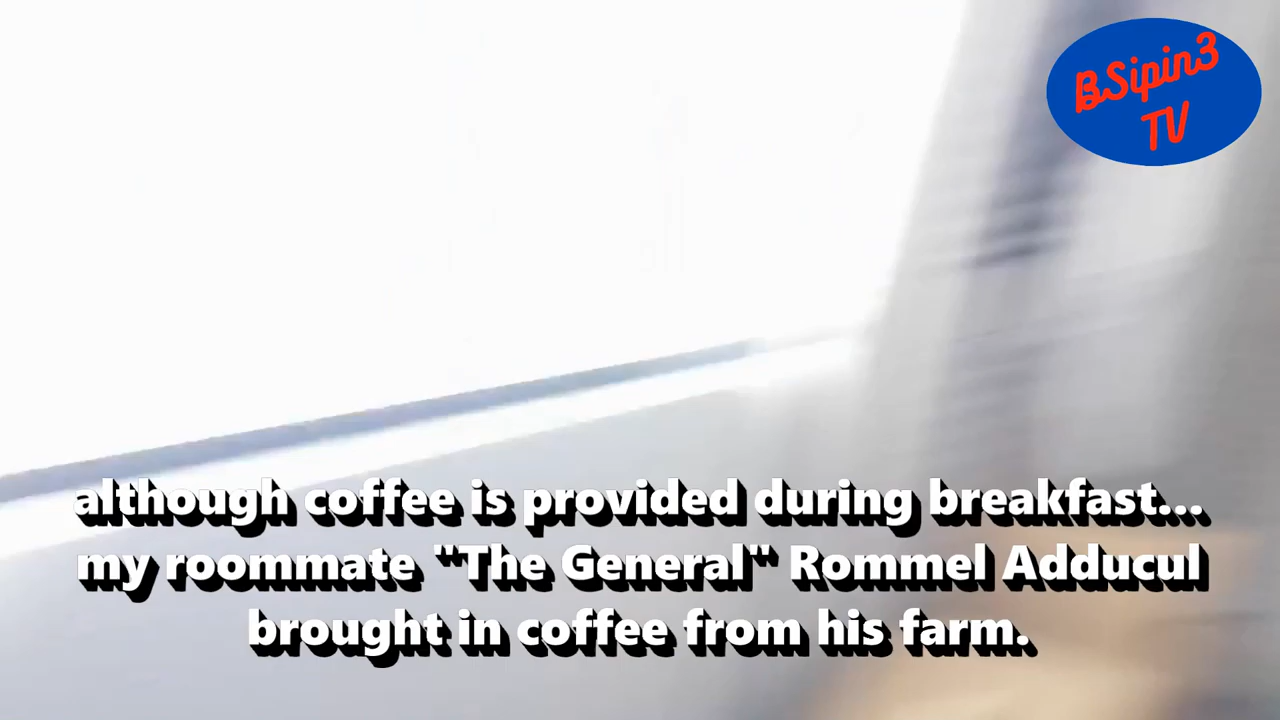 BSipin3
TV
although coffee is provided during breakfast...
my roommate "The General" Rommel Adducul
brought in coffee from his farm.